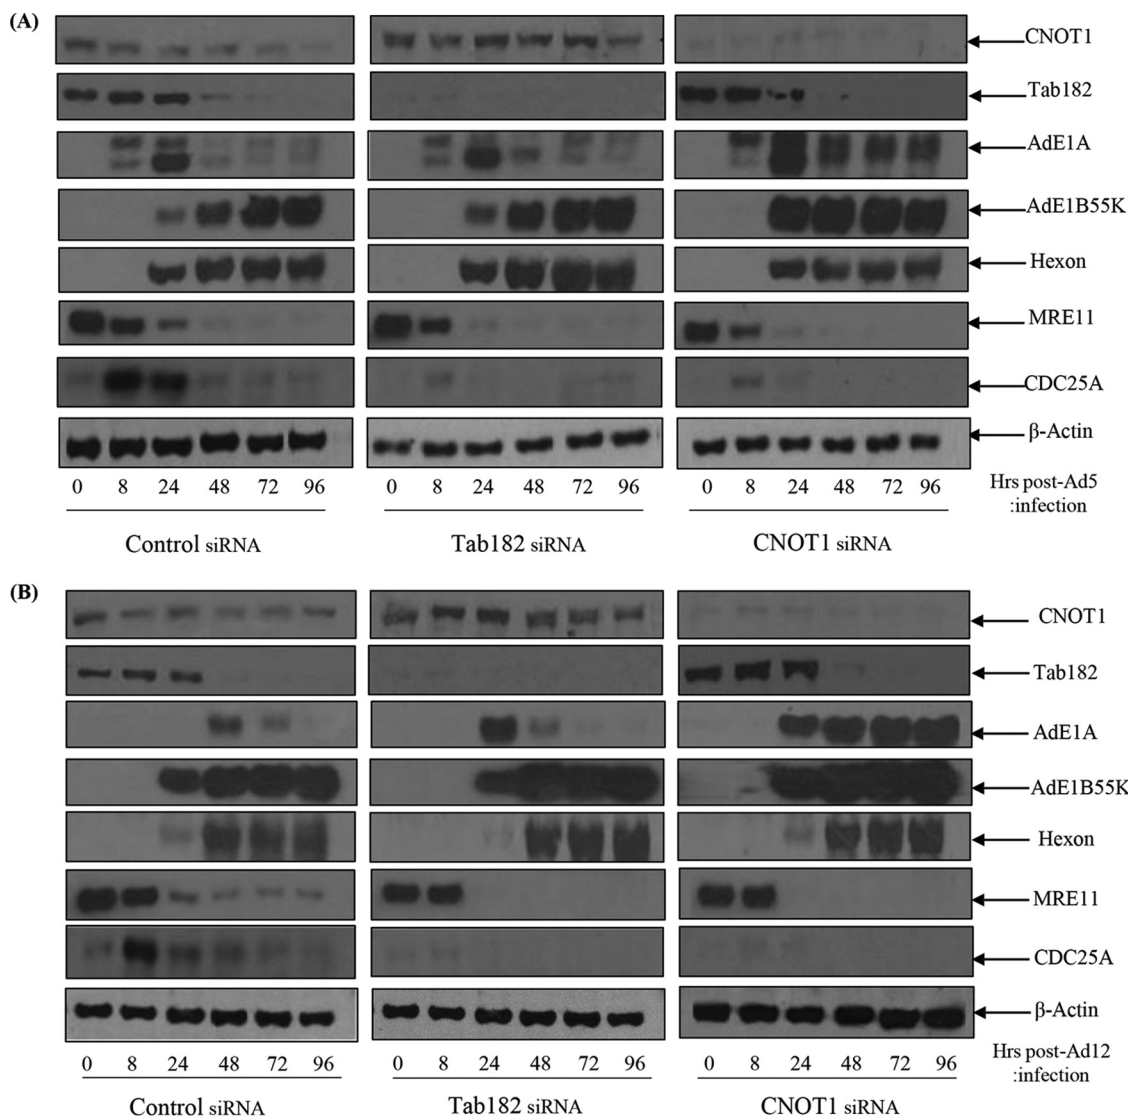 (A)
CNOT1
Tab182
AdE1A
AdE1B55K
Hexon
MRE11
CDC25A
β-Actin
0 8 24 48 72 96 0 8 24 48 72 96 0 8 24 48 72 96 Hrs post-Ad5
:infection
Control siRNA Tab182 siRNA CNOT1 siRNA
(B)
CNOT1
Tab182
AdE1A
AdE1B55K
Hexon
MRE11
CDC25A
β-Actin
0 8 24 48 72 96 0 8 24 48 72 96 0 8 24 48 72 96 Hrs post-Ad12
:infection
Control siRNA Tab182 siRNA CNOT1 siRNA